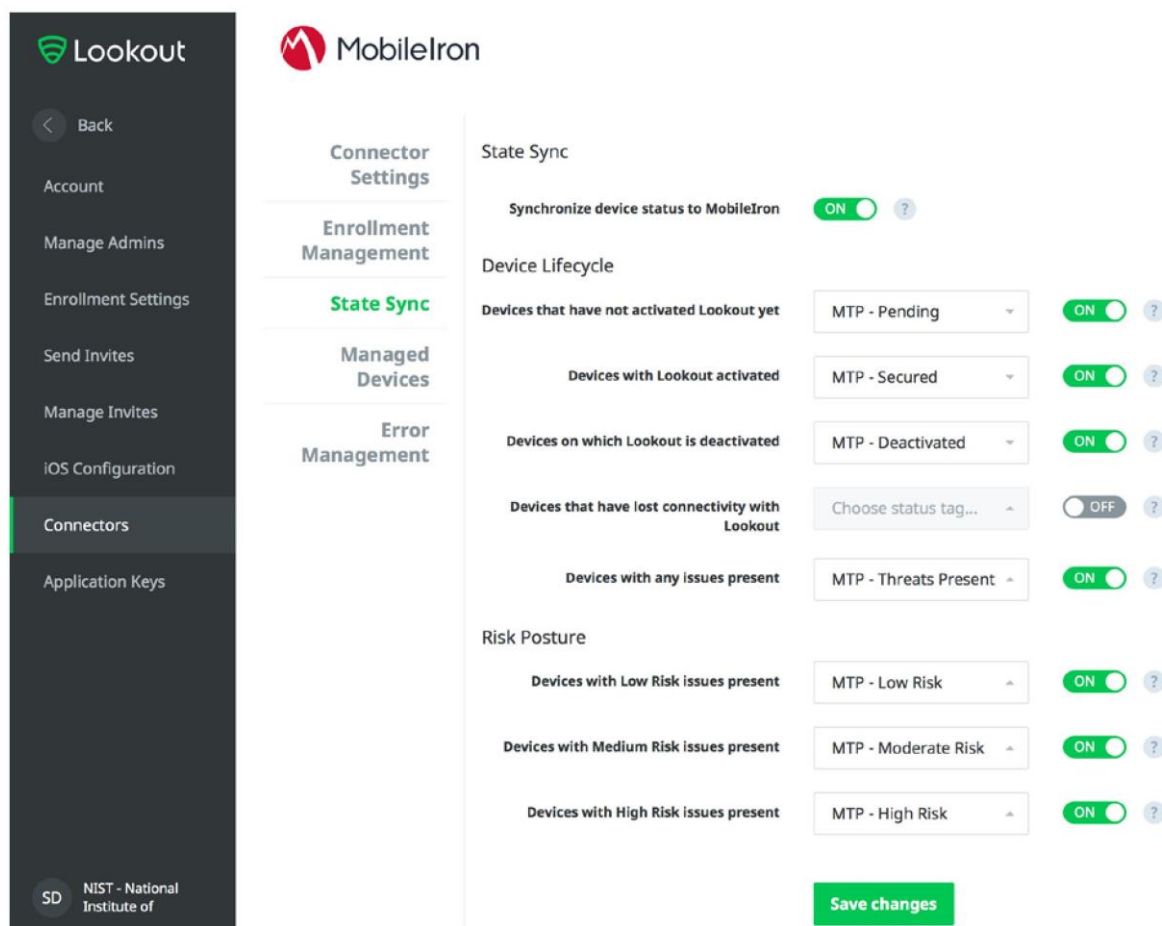 Lookout
Back
Account
Manage Admins
Enrollment Settings
Send Invites
Manage Invites
iOS Configuration
Connectors
Application Keys
SD
NIST - National
Institute of
MobileIron
Connector
Settings
Enrollment
Management
State Sync
Managed
Devices
Error
Management
State Sync
Synchronize device status to MobileIron ON ?
Device Lifecycle
Devices that have not activated Lookout yet MTP - Pending ON ?
Devices with Lookout activated MTP - Secured ON ?
Devices on which Lookout is deactivated MTP - Deactivated ON ?
Devices that have lost connectivity with
Lookout
Choose status tag... OFF ?
Devices with any issues present MTP - Threats Present ON ?
Risk Posture
Devices with Low Risk issues present MTP - Low Risk ON ?
Devices with Medium Risk issues present MTP - Moderate Risk ON ?
Devices with High Risk issues present MTP - High Risk ON ?
Save changes